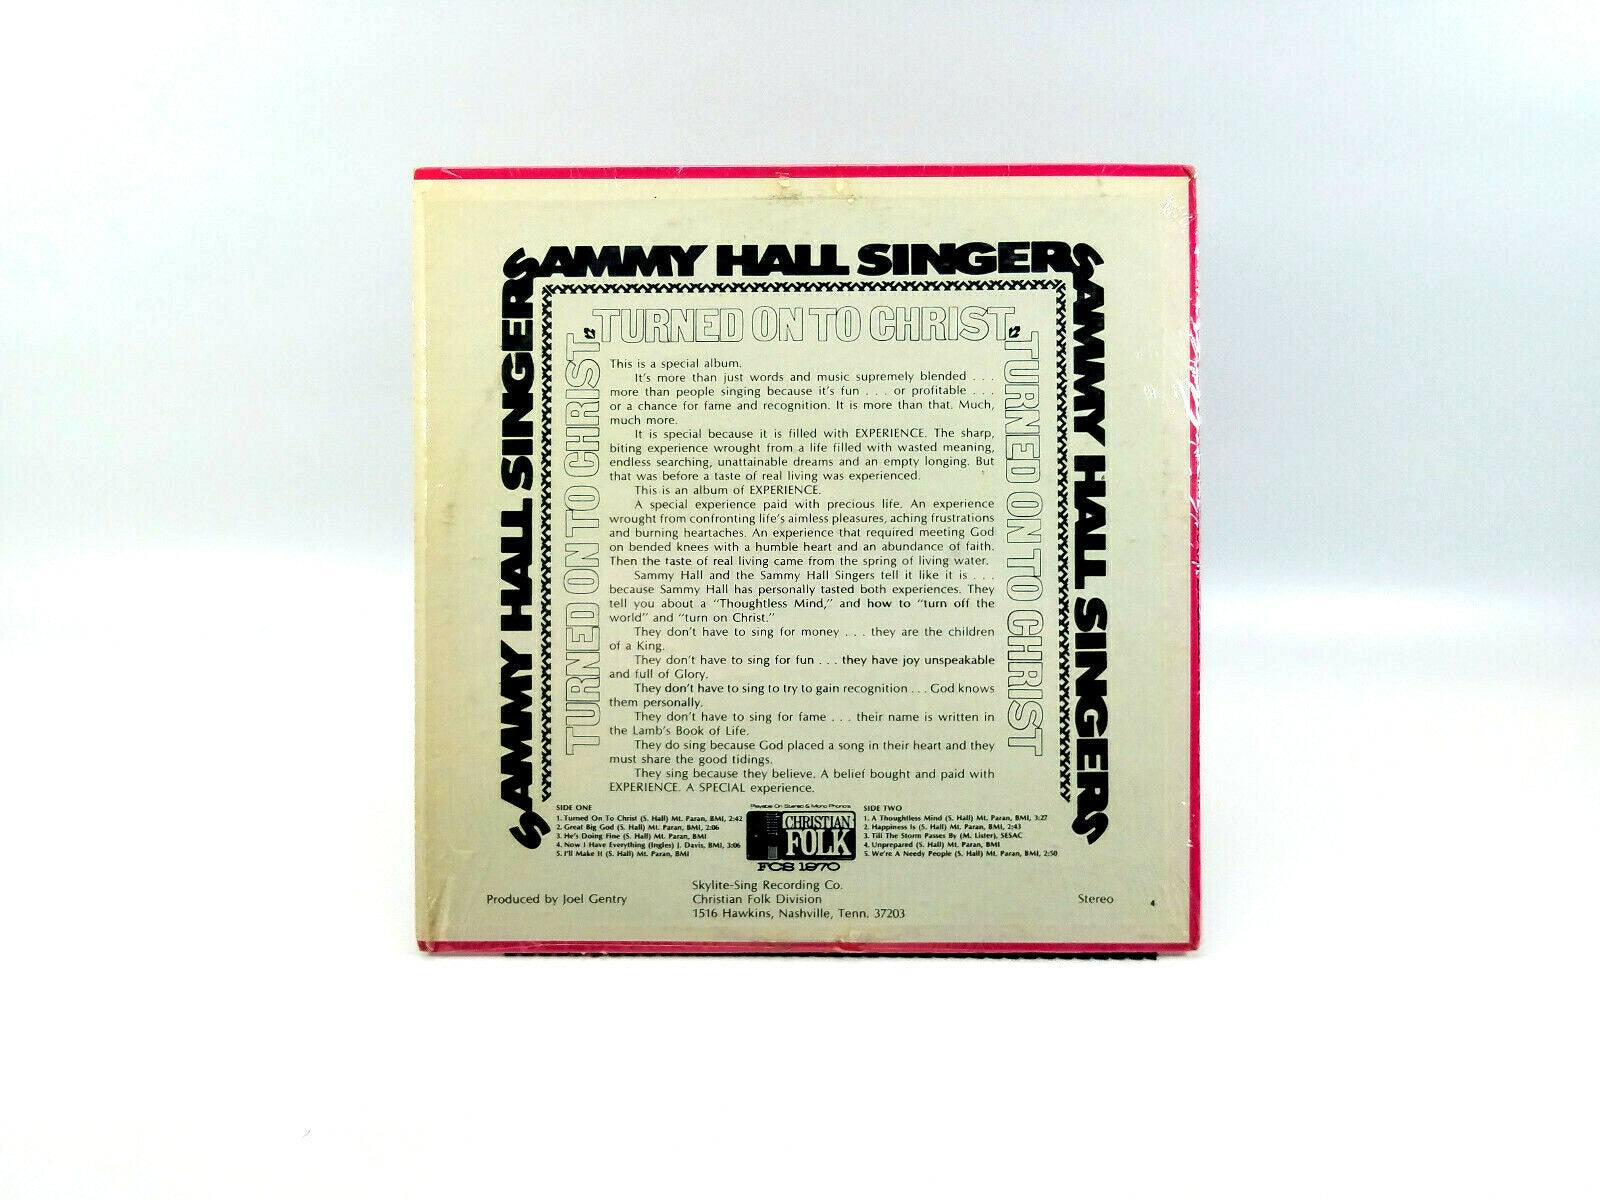 SAMMY HALL SINGERS
SAMMY HALL SINGERS
SAMMY HALL SINGERS
TURNED ON TO CHRIST
TURNED ON TO CHRIST
TURNED ON TO CHRIST
This is a special album.
It's more than just words and music supremely blended . . .
more than people singing because it's fun . . . or profitable . . .
or a chance for fame and recognition. It is more than that. Much,
much more.
It is special because it is filled with EXPERIENCE. The sharp,
biting experience wrought from a life filled with wasted meaning,
endless searching, unattainable dreams and an empty longing. But
that was before a taste of real living was experienced.
This is an album of EXPERIENCE.
A special experience paid with precious life. An experience
wrought from confronting life's aimless pleasures, aching frustrations
and burning heartaches. An experience that required meeting God
on bended knees with a humble heart and an abundance of faith.
Then the taste of real living came from the spring of living water.
Sammy Hall and the Sammy Hall Singers tell it like it is . . .
because Sammy Hall has personally tasted both experiences. They
tell you about a "Thoughtless Mind," and how to "turn off the
world" and "turn on Christ."
They don't have to sing for money . . . they are the children
of a King.
They don't have to sing for fun . . . they have joy unspeakable
and full of Glory.
They don't have to sing to try to gain recognition . . . God knows
them personally.
They don't have to sing for fame . . . their name is written in
the Lamb's Book of Life.
They do sing because God placed a song in their heart and they
must share the good tidings.
They sing because they believe. A belief bought and paid with
EXPERIENCE. A SPECIAL experience.
SIDE ONE
1. Turned On To Christ (S. Hall) Mt. Paran, BMI, 2:42
2. Great Big God (S. Hall) Mt. Paran, BMI, 2:06
3. He's Doing Fine (S. Hall) Mt. Paran, BMI
4. Now I Have Everything (Ingles) J. Davis, BMI, 3:06
5. I'll Make It (S. Hall) Mt. Paran, BMI
Playable On Stereo & Mono Phono's
CHRISTIAN
FOLK
FCS 1970
SIDE TWO
1. A Thoughtless Mind (S. Hall) Mt. Paran, BMI, 3:27
2. Happiness Is (S. Hall) Mt. Paran, BMI, 2:43
3. Till The Storm Passes By (M. Lister), SESAC
4. Unprepared (S. Hall) Mt. Paran, BMI
5. We're A Needy People (S. Hall) Mt. Paran, BMI, 2:50
Produced by Joel Gentry
Skylite-Sing Recording Co.
Christian Folk Division
1516 Hawkins, Nashville, Tenn. 37203
Stereo
4